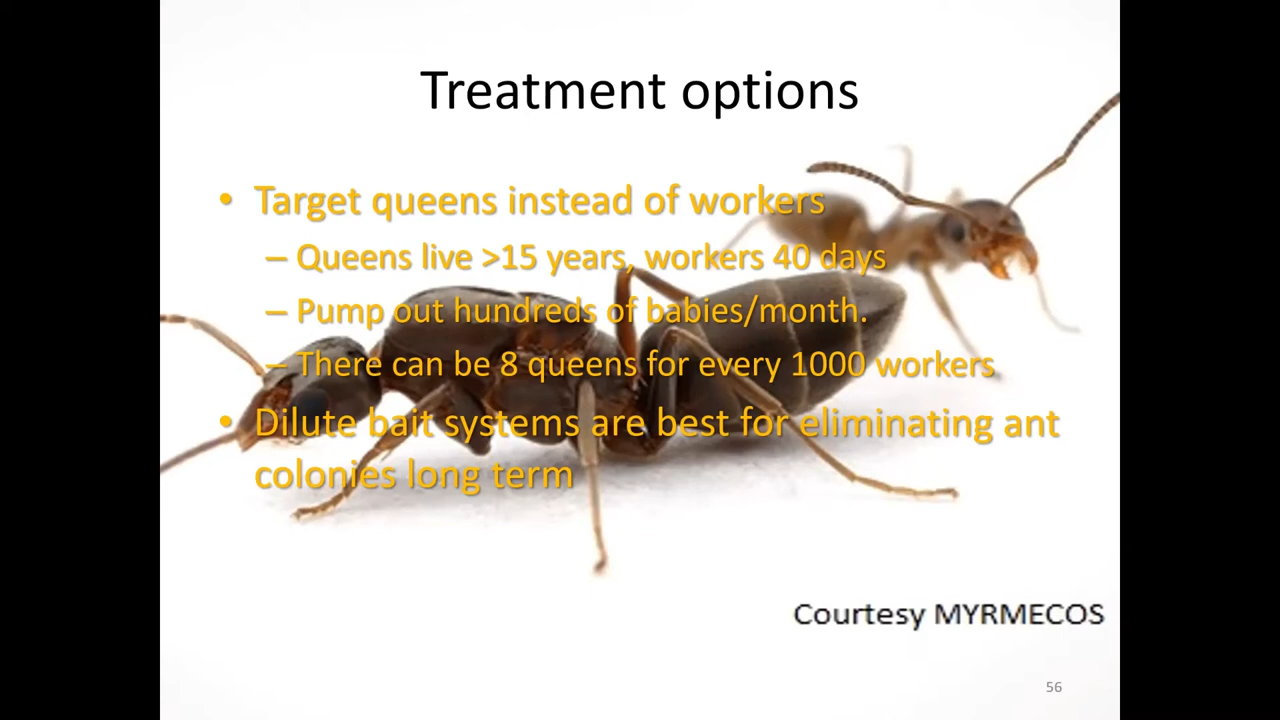 Treatment options
• Target queens instead of workers
– Queens live >15 years, workers 40 days
– Pump out hundreds of babies/month.
– There can be 8 queens for every 1000 workers
• Dilute bait systems are best for eliminating ant
colonies long term
Courtesy MYRMECOS
56